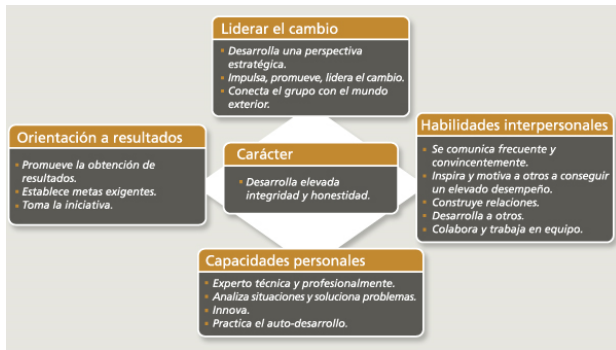 Liderar el cambio
Desarrolla una perspectiva
estratégica.
Impulsa, promueve, lidera el cambio.
Conecta el grupo con el mundo
exterior.
Orientación a resultados
Promueve la obtención de
resultados.
Establece metas exigentes.
Toma la iniciativa.
Carácter
Desarrolla elevada
integridad y honestidad.
Habilidades interpersonales
Se comunica frecuente y
convincentemente.
Inspira y motiva a otros a conseguir
un elevado desempeño.
Construye relaciones.
Desarrolla a otros.
Colabora y trabaja en equipo.
Capacidades personales
Experto técnica y profesionalmente.
Analiza situaciones y soluciona problemas.
Innova.
Practica el auto-desarrollo.